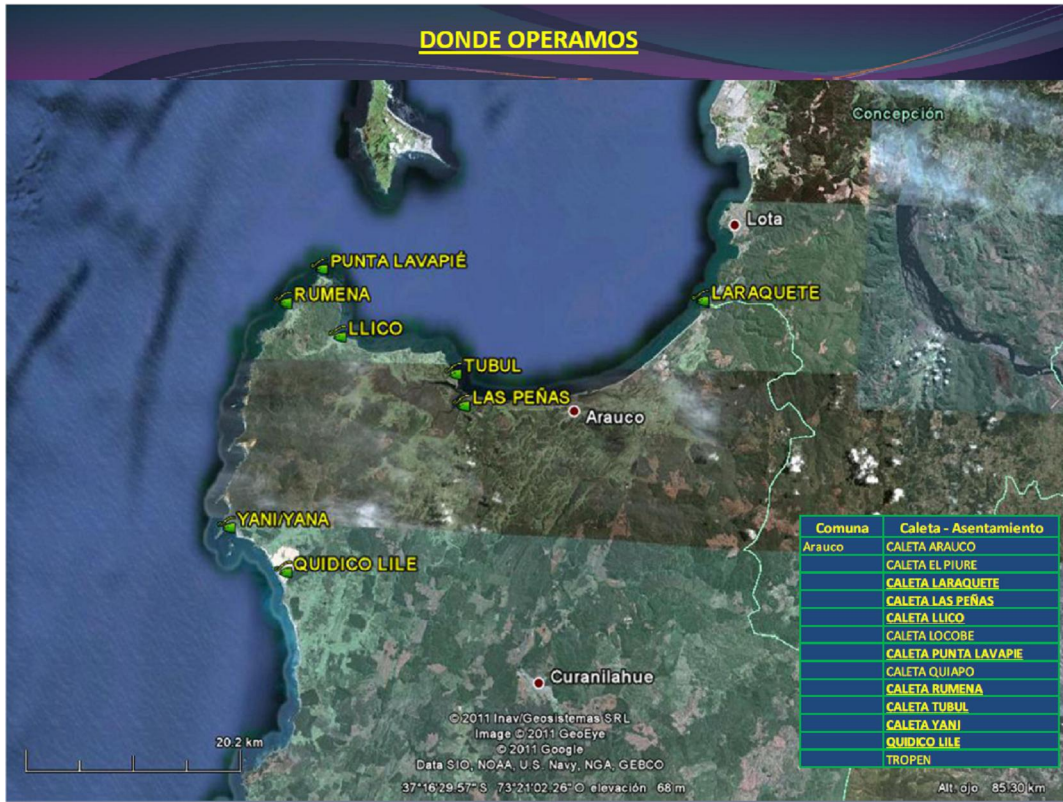 DONDE OPERAMOS
Concepción
Lota
PUNTA LAVAPIÉ
RUMENA
LARAQUETE
LLICO
TUBUL
LAS PEÑAS
Arauco
YANI/YANA
QUIDICO LILE
Curanilahue
Comuna Caleta - Asentamiento
Arauco CALETA ARAUCO
CALETA EL PIURE
CALETA LARAQUETE
CALETA LAS PEÑAS
CALETA LLICO
CALETA LOCOBE
CALETA PUNTA LAVAPIE
CALETA QUIAPO
CALETA RUMENA
CALETA TUBUL
CALETA YANI
QUIDICO LILE
TROPEN
20.2 km
© 2011 Inav/Geosistemas SRL
Image © 2011 GeoEye
© 2011 Google
Data SIO, NOAA, U.S. Navy, NGA, GEBCO
37°16'29.57" S 73°21'02.26" O elevación 68 m
Alt. ojo 85.30 km